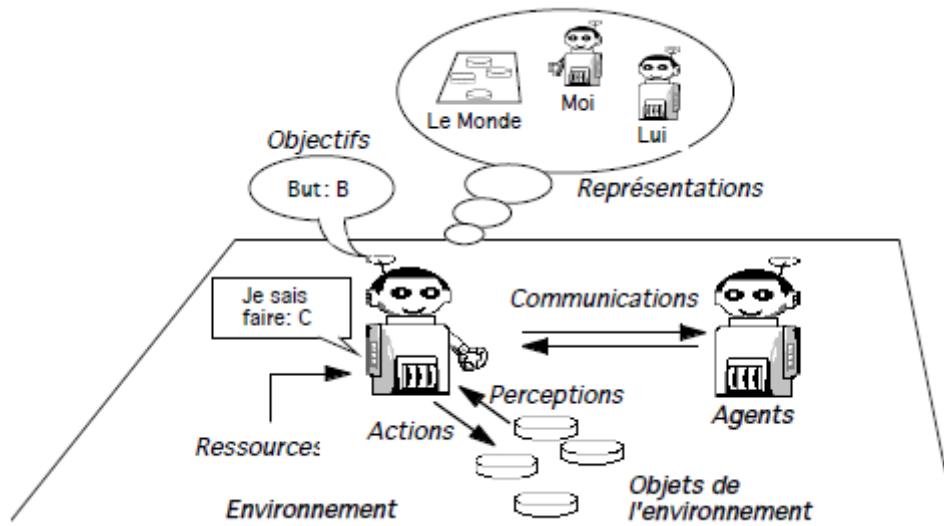 Le Monde
Moi
Lui
Objectifs
But: B
Représentations
Je sais
faire: C
Communications
Perceptions
Agents
Actions
Ressources
Objets de
l'environnement
Environnement